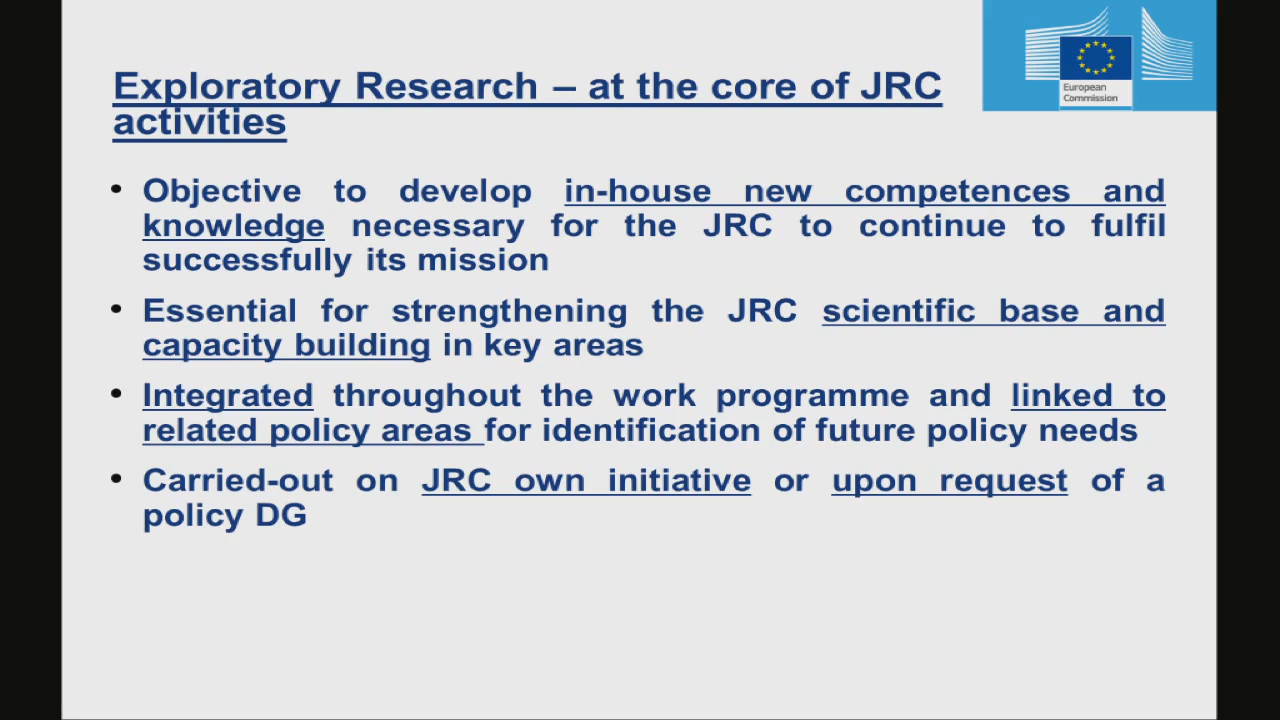 European
Commission
Exploratory Research – at the core of JRC
activities
• Objective to develop in-house new competences and
knowledge necessary for the JRC to continue to fulfil
successfully its mission
• Essential for strengthening the JRC scientific base and
capacity building in key areas
• Integrated throughout the work programme and linked to
related policy areas for identification of future policy needs
• Carried-out on JRC own initiative or upon request of a
policy DG